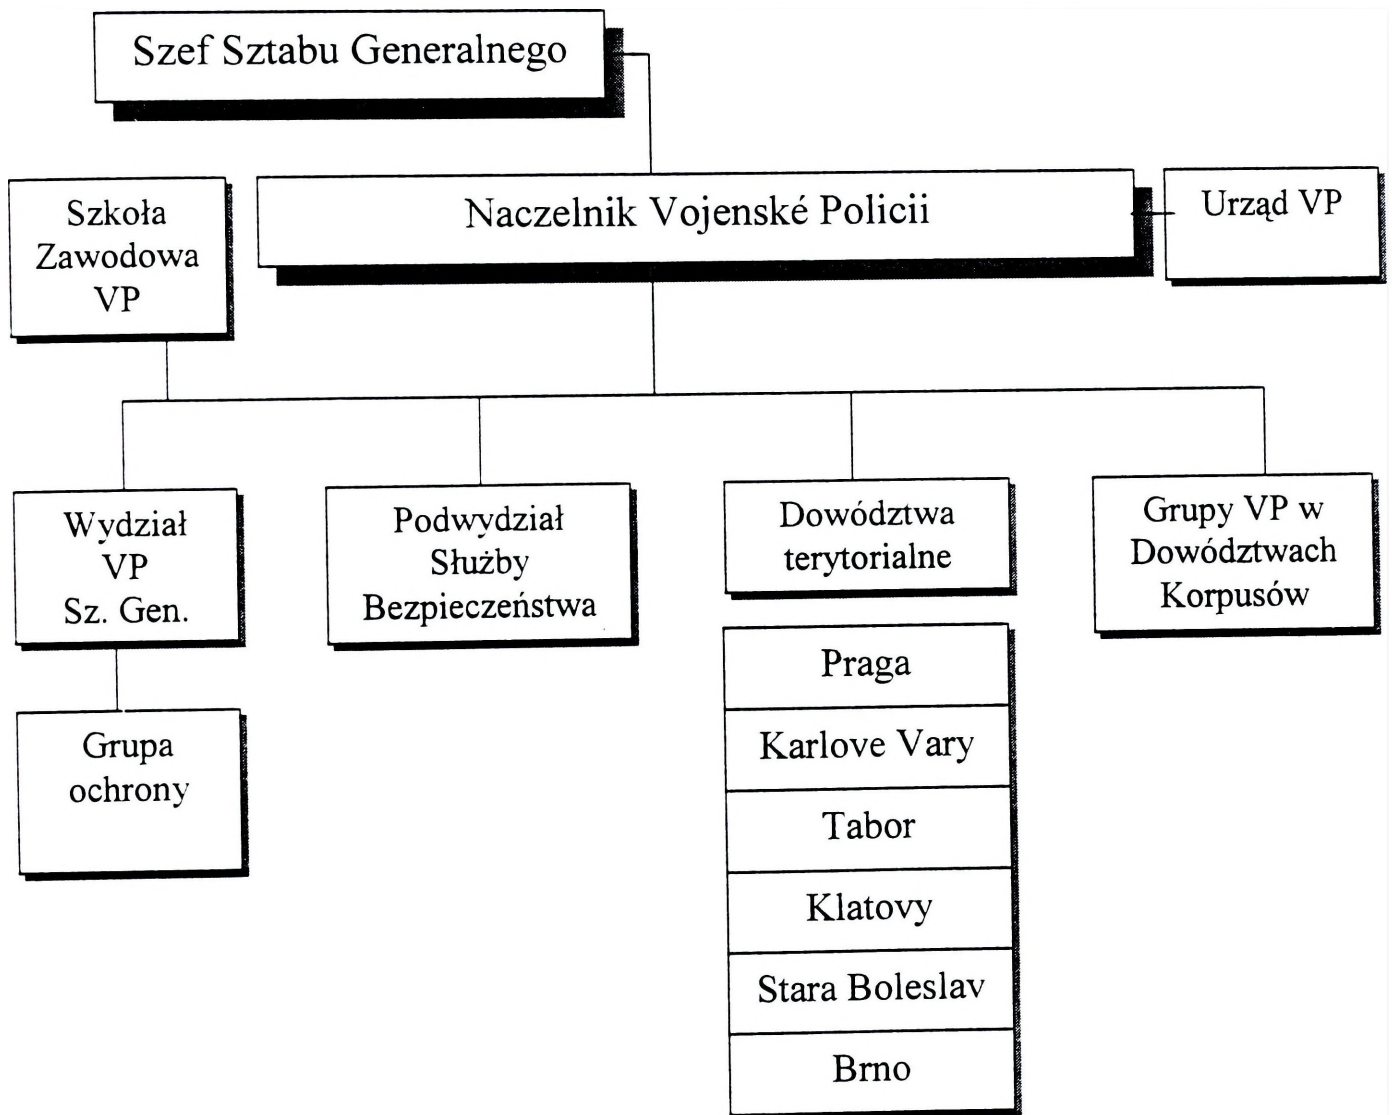 Szef Sztabu Generalnego
Szkoła
Zawodowa
VP
Naczelnik Vojenské Policii
Urząd VP
Wydział
VP
Sz. Gen.
Podwydział
Służby
Bezpieczeństwa
Dowództwa
terytorialne
Grupy VP w
Dowództwach
Korpusów
Grupa
ochrony
Praga
Karlove Vary
Tabor
Klatovy
Stara Boleslav
Brno